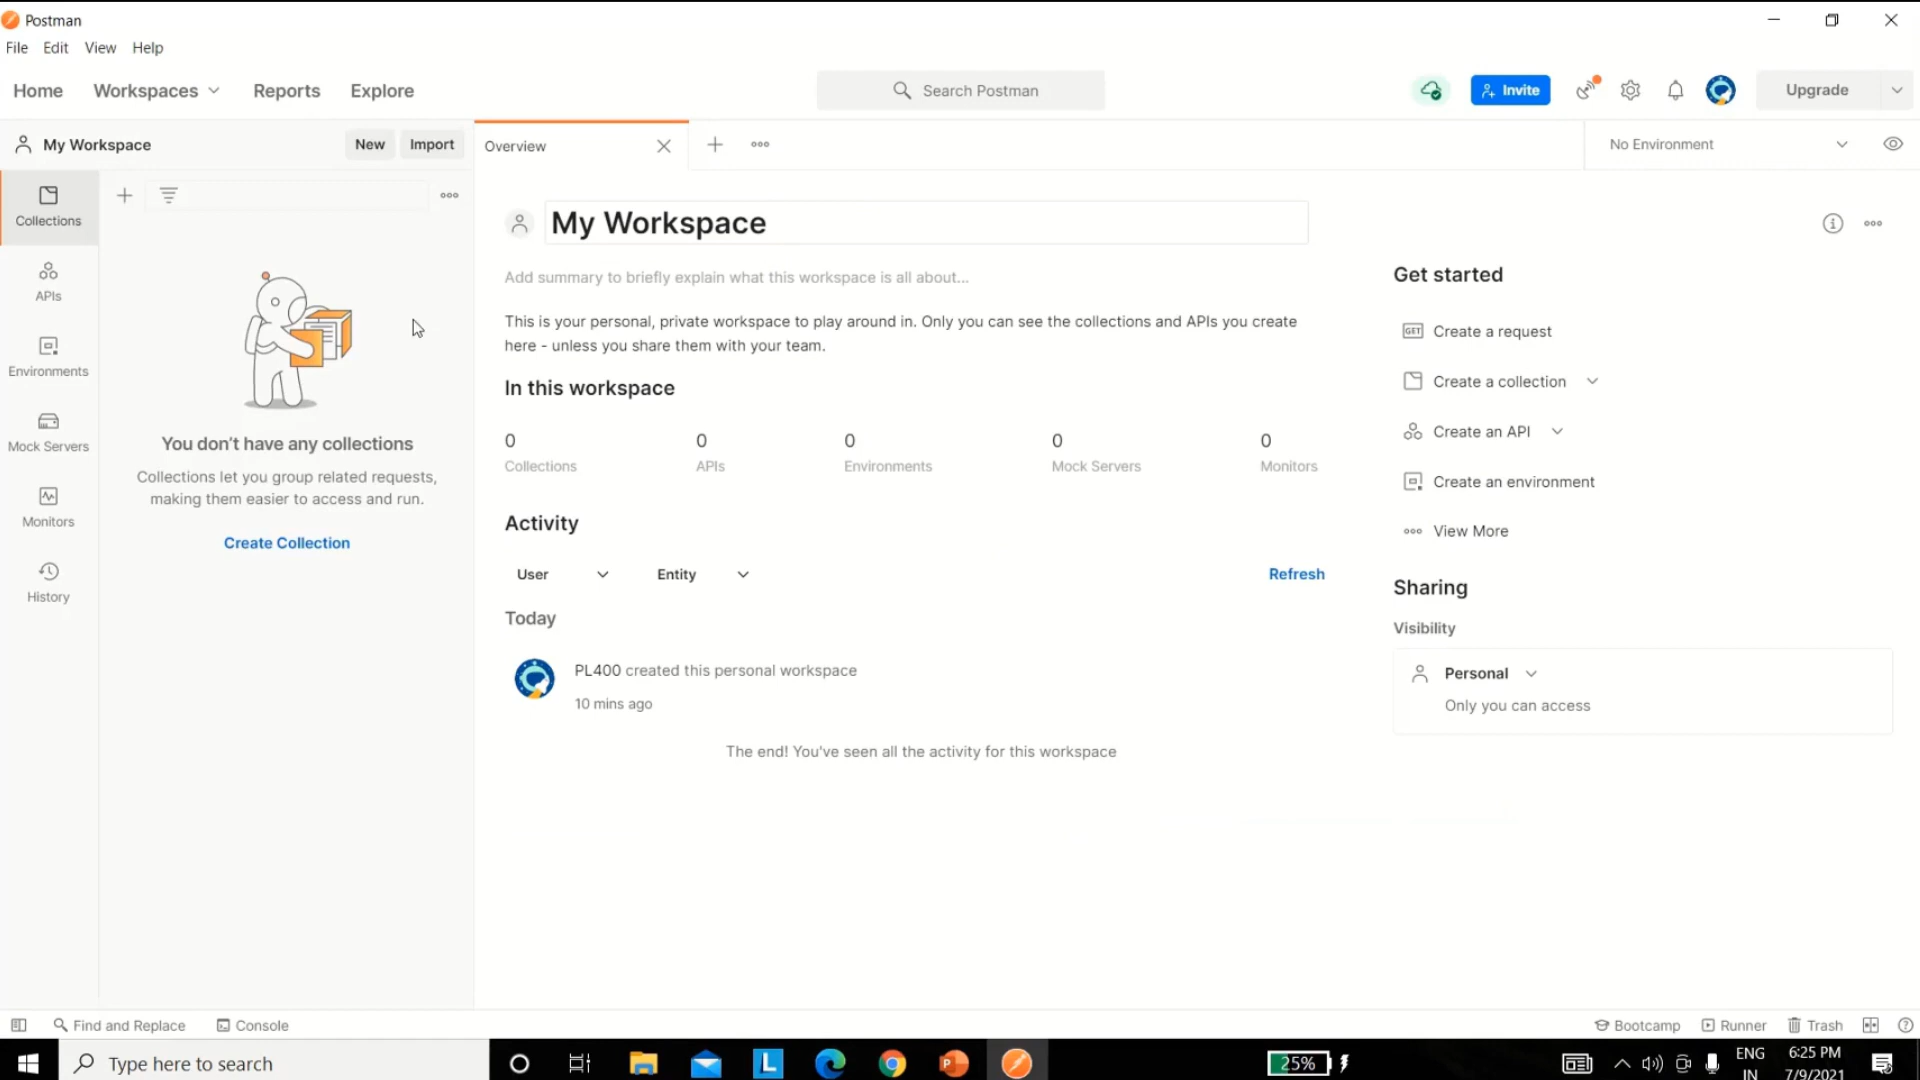 Postman
File Edit View Help
Home Workspaces Reports Explore
Search Postman
Invite
Upgrade
My Workspace
New Import
Overview
No Environment
Collections
APIs
Environments
Mock Servers
Monitors
History
You don't have any collections
Collections let you group related requests,
making them easier to access and run.
Create Collection
My Workspace
Add summary to briefly explain what this workspace is all about...
This is your personal, private workspace to play around in. Only you can see the collections and APIs you create
here - unless you share them with your team.
In this workspace
0 0 0 0 0
Collections APIs Environments Mock Servers Monitors
Activity
User Entity Refresh
Today
PL400 created this personal workspace
10 mins ago
The end! You've seen all the activity for this workspace
Get started
GET Create a request
Create a collection
Create an API
Create an environment
View More
Sharing
Visibility
Personal
Only you can access
Find and Replace Console
Bootcamp Runner Trash
Type here to search
L
P
25%
ENG
IN
6:25 PM
7/9/2021